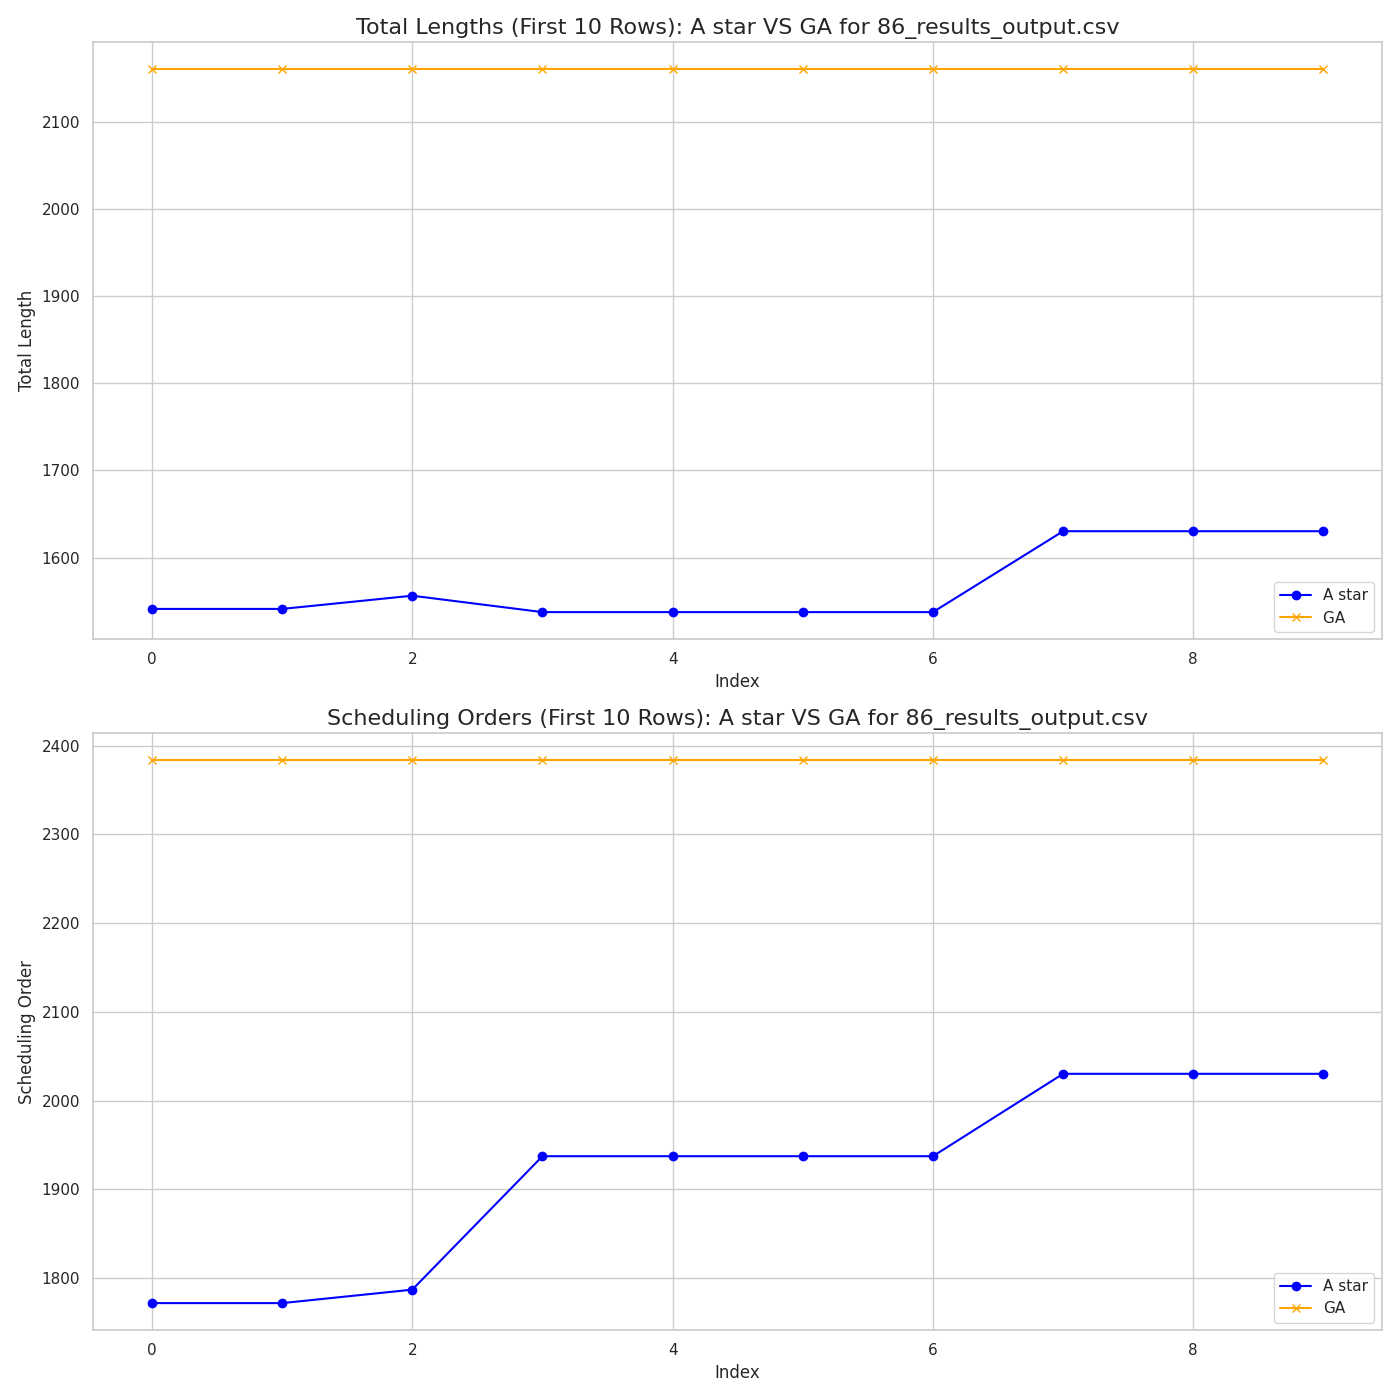 Total Lengths (First 10 Rows): A star VS GA for 86_results_output.csv
2100
2000
1900
1800
1700
1600
Total Length
A star
GA
0 2 4 6 8
Index
Scheduling Orders (First 10 Rows): A star VS GA for 86_results_output.csv
2400
2300
2200
2100
2000
1900
1800
Scheduling Order
A star
GA
0 2 4 6 8
Index